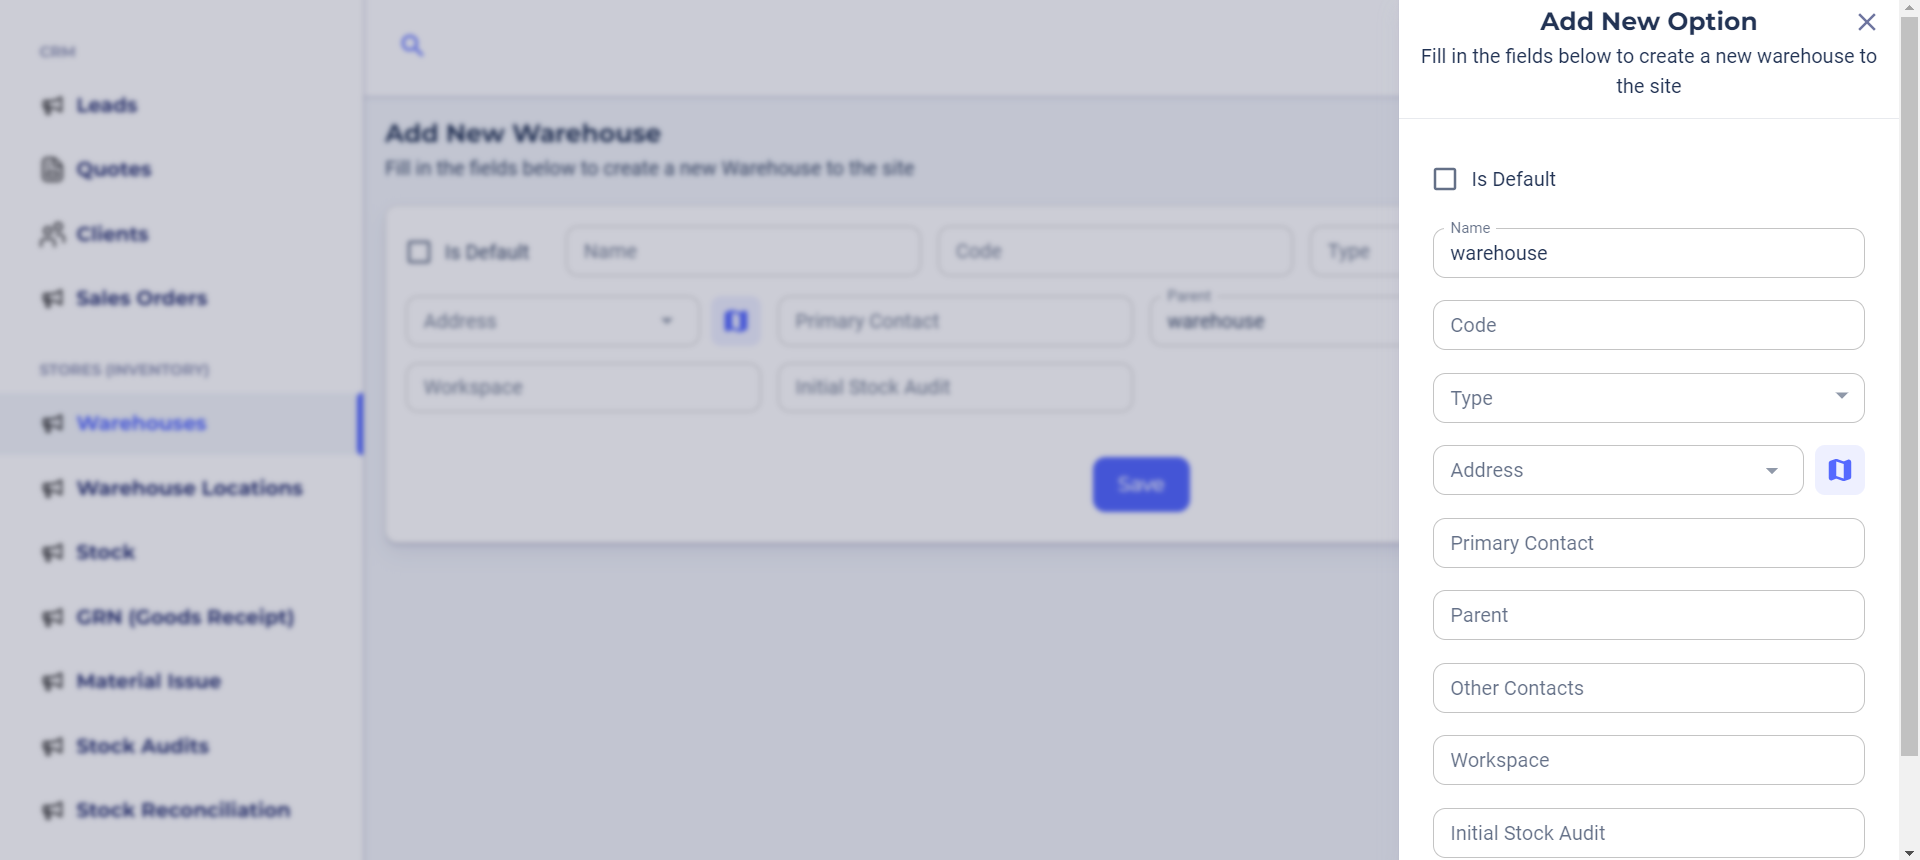 CRM
Leads
Quotes
Clients
Sales Orders
STORES (INVENTORY)
Warehouses
Warehouse Locations
Stock
GRN (Goods Receipt)
Material Issue
Stock Audits
Stock Reconciliation
Add New Warehouse
Fill in the fields below to create a new Warehouse to the site
Is Default
Name
Code
Type
Address
Primary Contact
Parent
warehouse
Workspace
Initial Stock Audit
Save
Add New Option
Fill in the fields below to create a new warehouse to
the site
Is Default
Name
warehouse
Code
Type
Address
Primary Contact
Parent
Other Contacts
Workspace
Initial Stock Audit